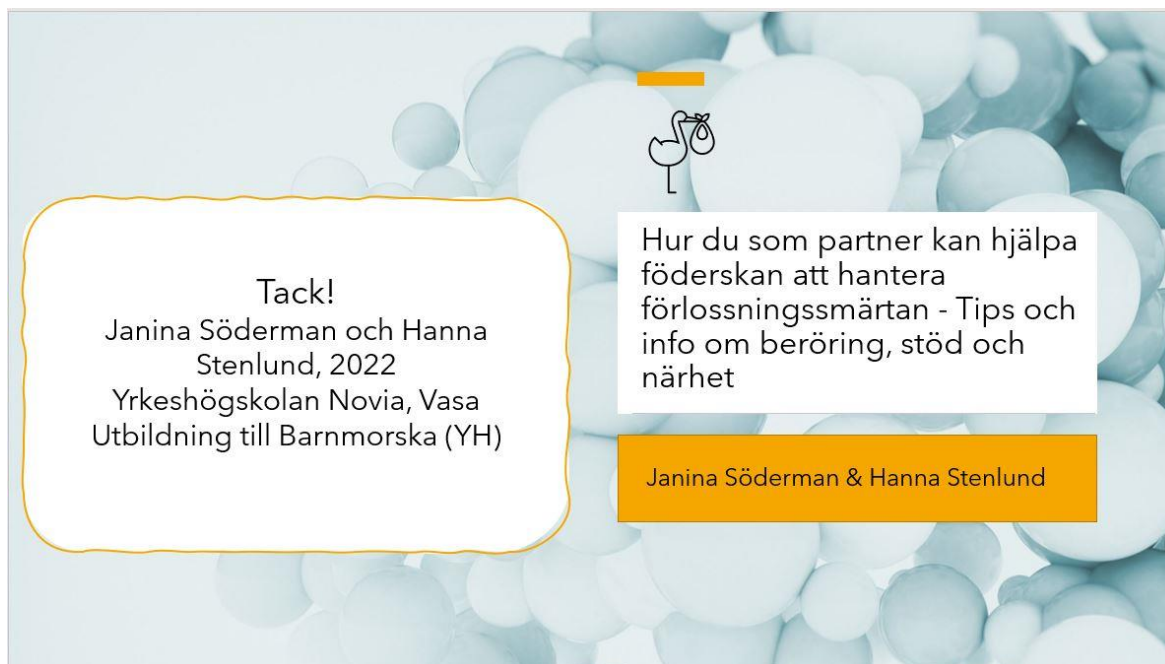 Tack!
Janina Söderman och Hanna
Stenlund, 2022
Yrkeshögskolan Novia, Vasa
Utbildning till Barnmorska (YH)
Hur du som partner kan hjälpa
föderskan att hantera
förlossningssmärtan - Tips och
info om beröring, stöd och
närhet
Janina Söderman & Hanna Stenlund